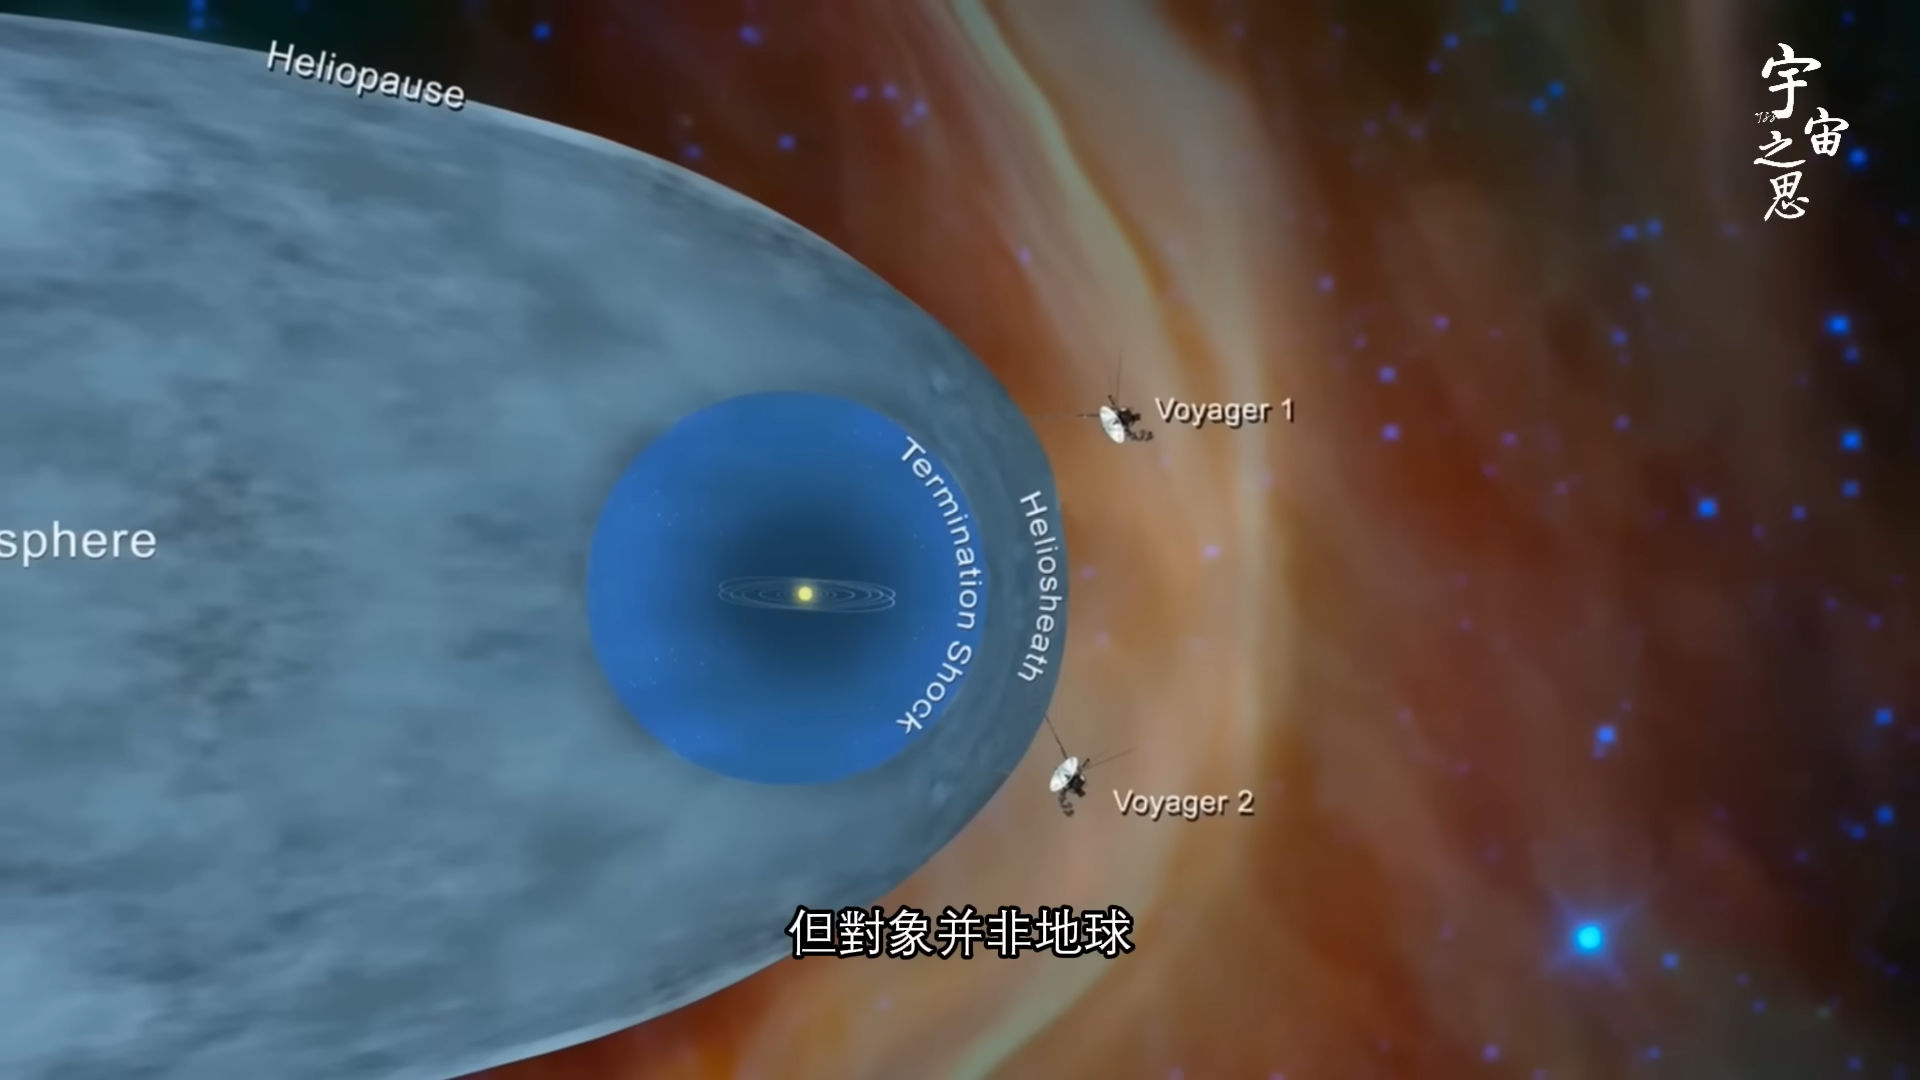 Heliopause
宇宙之思
Voyager 1
Termination Shock
Heliosheath
sphere
Voyager 2
但對象并非地球